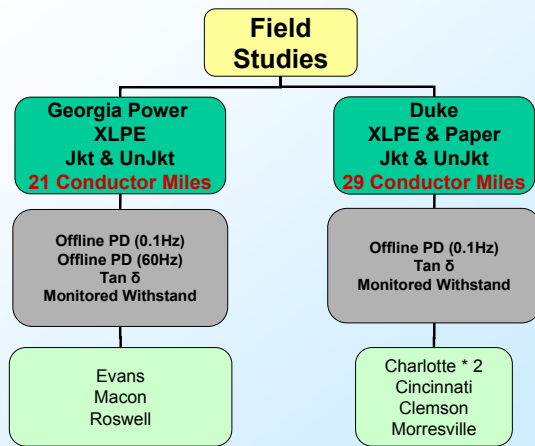 Field
Studies
Georgia Power
XLPE
Jkt & UnJkt
21 Conductor Miles
Duke
XLPE & Paper
Jkt & UnJkt
29 Conductor Miles
Offline PD (0.1Hz)
Offline PD (60Hz)
Tan δ
Monitored Withstand
Offline PD (0.1Hz)
Tan δ
Monitored Withstand
Evans
Macon
Roswell
Charlotte * 2
Cincinnati
Clemson
Morresville